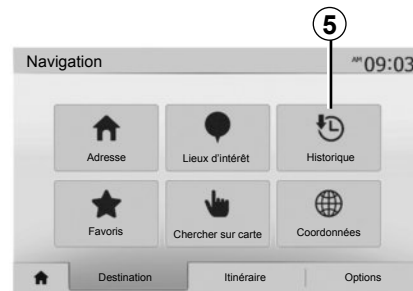 5
Navigation AM 09:03
Adresse Lieux d'intérêt Historique
Favoris Chercher sur carte Coordonnées
Destination Itinéraire Options